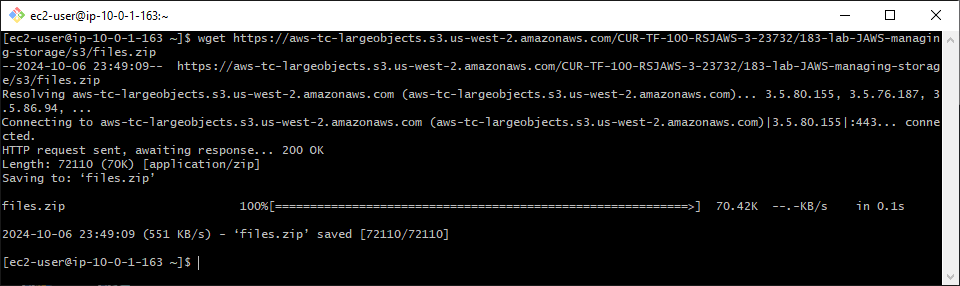 ec2-user@ip-10-0-1-163:~
[ec2-user@ip-10-0-1-163 ~]$ wget https://aws-tc-largeobjects.s3.us-west-2.amazonaws.com/CUR-TF-100-RSJAWS-3-23732/183-lab-JAWS-managin
g-storage/s3/files.zip
--2024-10-06 23:49:09--  https://aws-tc-largeobjects.s3.us-west-2.amazonaws.com/CUR-TF-100-RSJAWS-3-23732/183-lab-JAWS-managing-storag
e/s3/files.zip
Resolving aws-tc-largeobjects.s3.us-west-2.amazonaws.com (aws-tc-largeobjects.s3.us-west-2.amazonaws.com)... 3.5.80.155, 3.5.76.187, 3
.5.86.94, ...
Connecting to aws-tc-largeobjects.s3.us-west-2.amazonaws.com (aws-tc-largeobjects.s3.us-west-2.amazonaws.com)|3.5.80.155|:443... conne
cted.
HTTP request sent, awaiting response... 200 OK
Length: 72110 (70K) [application/zip]
Saving to: ‘files.zip’
files.zip                         100%[===========================================================>]  70.42K  --.-KB/s    in 0.1s
2024-10-06 23:49:09 (551 KB/s) - ‘files.zip’ saved [72110/72110]
[ec2-user@ip-10-0-1-163 ~]$